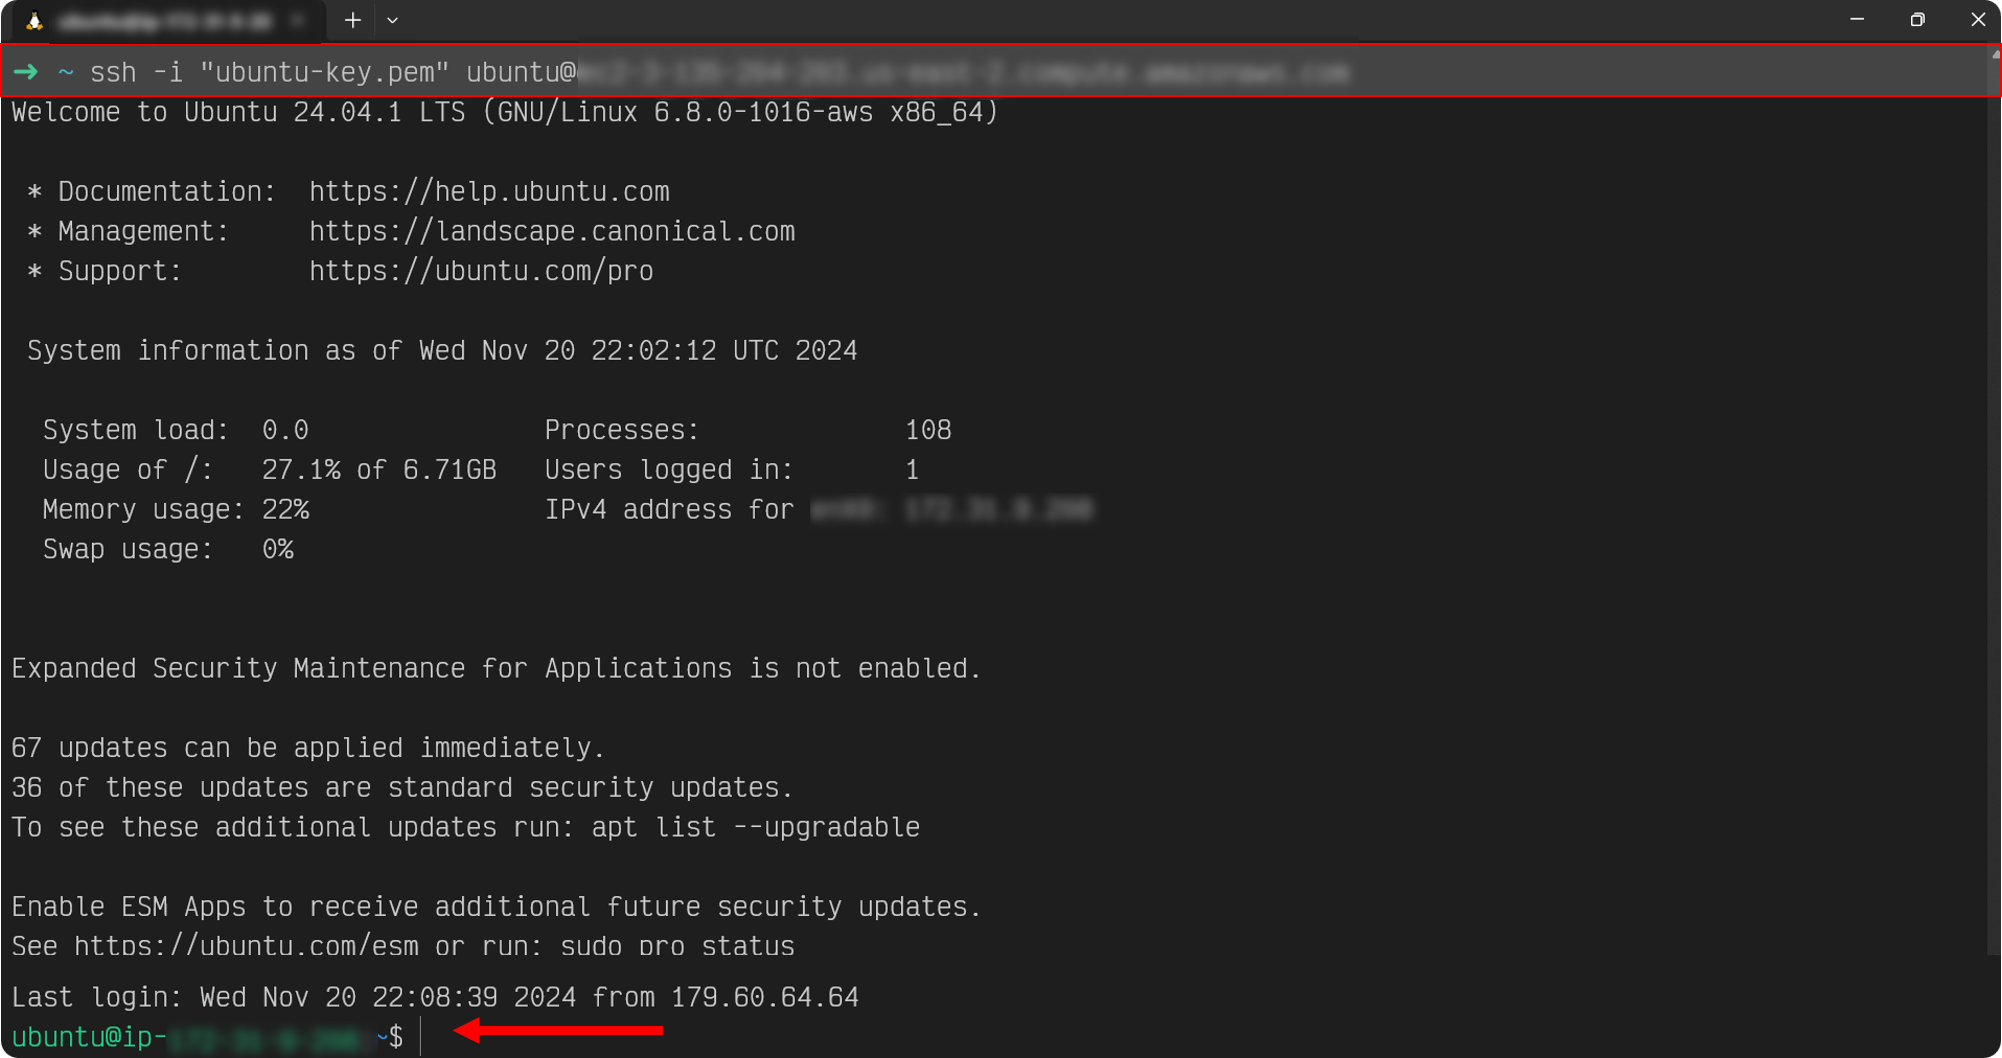 ~ ssh -i "ubuntu-key.pem" ubuntu@
Welcome to Ubuntu 24.04.1 LTS (GNU/Linux 6.8.0-1016-aws x86_64)
* Documentation: https://help.ubuntu.com
* Management: https://landscape.canonical.com
* Support: https://ubuntu.com/pro
System information as of Wed Nov 20 22:02:12 UTC 2024
System load: 0.0 Processes: 108
Usage of /: 27.1% of 6.71GB Users logged in: 1
Memory usage: 22% IPv4 address for
Swap usage: 0%
Expanded Security Maintenance for Applications is not enabled.
67 updates can be applied immediately.
36 of these updates are standard security updates.
To see these additional updates run: apt list --upgradable
Enable ESM Apps to receive additional future security updates.
See https://ubuntu.com/esm or run: sudo pro status
Last login: Wed Nov 20 22:08:39 2024 from 179.60.64.64
ubuntu@ip- ~$